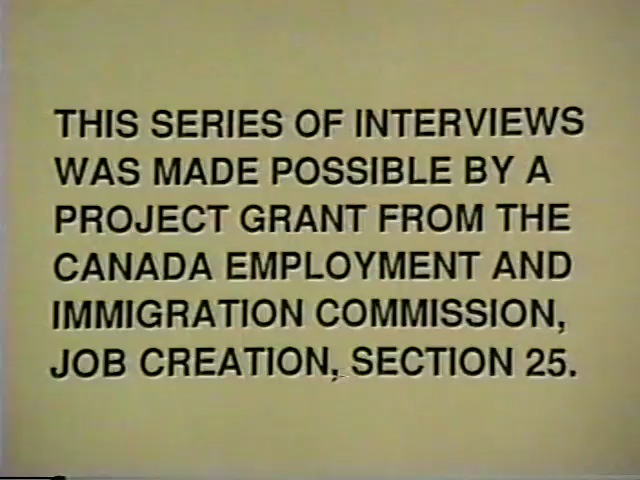 THIS SERIES OF INTERVIEWS
WAS MADE POSSIBLE BY A
PROJECT GRANT FROM THE
CANADA EMPLOYMENT AND
IMMIGRATION COMMISSION,
JOB CREATION, SECTION 25.